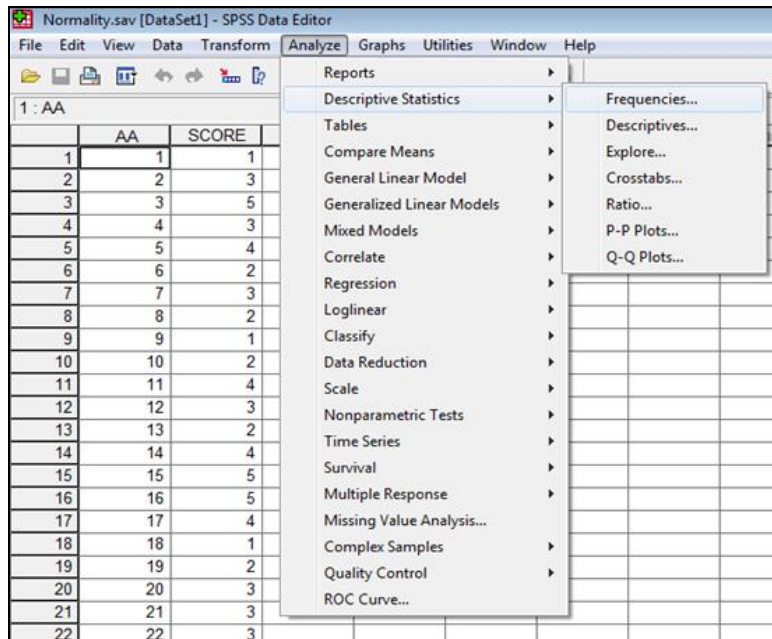 Normality.sav [DataSet1] - SPSS Data Editor
File Edit View Data Transform Analyze Graphs Utilities Window Help
1 : AA
AA SCORE
1 1 1
2 2 3
3 3 5
4 4 3
5 5 4
6 6 2
7 7 3
8 8 2
9 9 1
10 10 2
11 11 4
12 12 3
13 13 2
14 14 4
15 15 5
16 16 5
17 17 4
18 18 1
19 19 2
20 20 3
21 21 3
22 22 3
Reports
Descriptive Statistics
Tables
Compare Means
General Linear Model
Generalized Linear Models
Mixed Models
Correlate
Regression
Loglinear
Classify
Data Reduction
Scale
Nonparametric Tests
Time Series
Survival
Multiple Response
Missing Value Analysis...
Complex Samples
Quality Control
ROC Curve...
Frequencies...
Descriptives...
Explore...
Crosstabs...
Ratio...
P-P Plots...
Q-Q Plots...